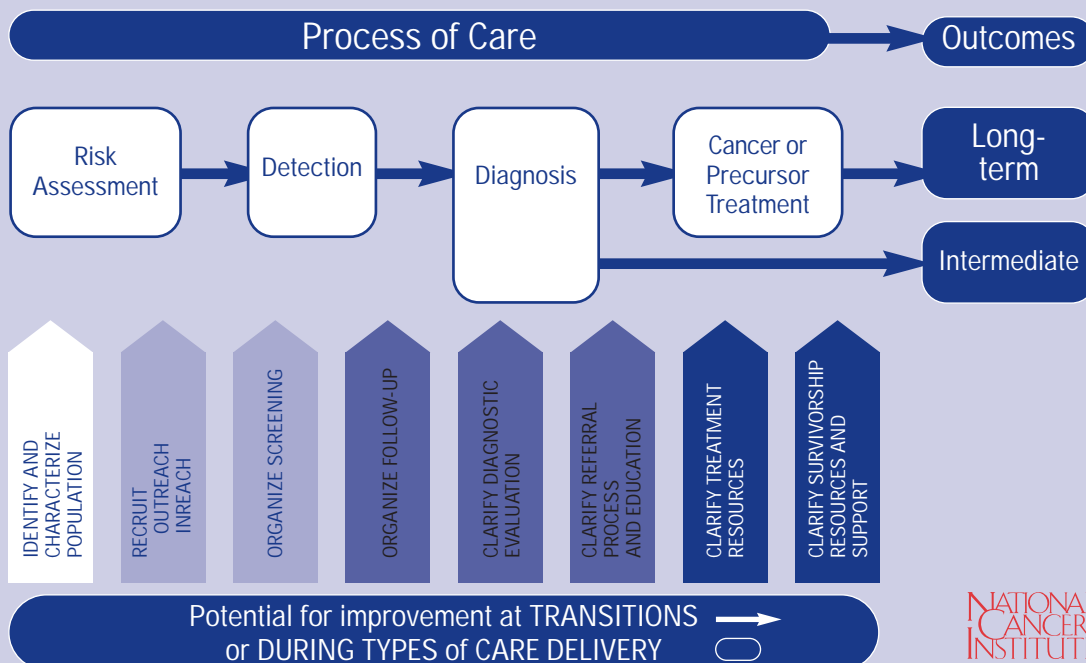 Process of Care
Outcomes
Risk
Assessment
Detection
Diagnosis
Cancer or
Precursor
Treatment
Long-
term
Intermediate
IDENTIFY AND
CHARACTERIZE
POPULATION
RECRUIT
OUTREACH
INREACH
ORGANIZE SCREENING
ORGANIZE FOLLOW-UP
CLARIFY DIAGNOSTIC
EVALUATION
CLARIFY REFERRAL
PROCESS
AND EDUCATION
CLARIFY TREATMENT
RESOURCES
CLARIFY SURVIVORSHIP
RESOURCES AND
SUPPORT
Potential for improvement at TRANSITIONS
or DURING TYPES of CARE DELIVERY
NATIONA
CANCER
INSTITUT